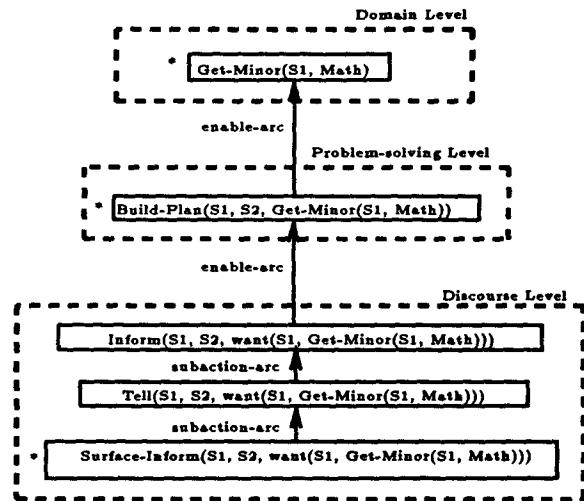 Domain Level
* Get-Minor(S1, Math)
enable-arc
Problem-solving Level
* Build-Plan(S1, S2, Get-Minor(S1, Math))
enable-arc
Discourse Level
Inform(S1, S2, want(S1, Get-Minor(S1, Math)))
subaction-arc
Tell(S1, S2, want(S1, Get-Minor(S1, Math)))
subaction-arc
* Surface-Inform(S1, S2, want(S1, Get-Minor(S1, Math)))